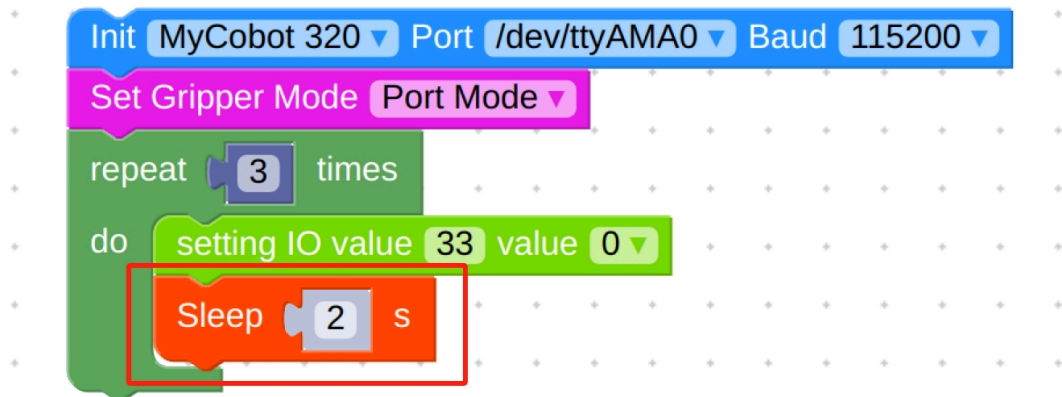 Init MyCobot 320 Port /dev/ttyAMA0 Baud 115200
Set Gripper Mode Port Mode
repeat 3 times
do setting IO value 33 value 0
Sleep 2 s